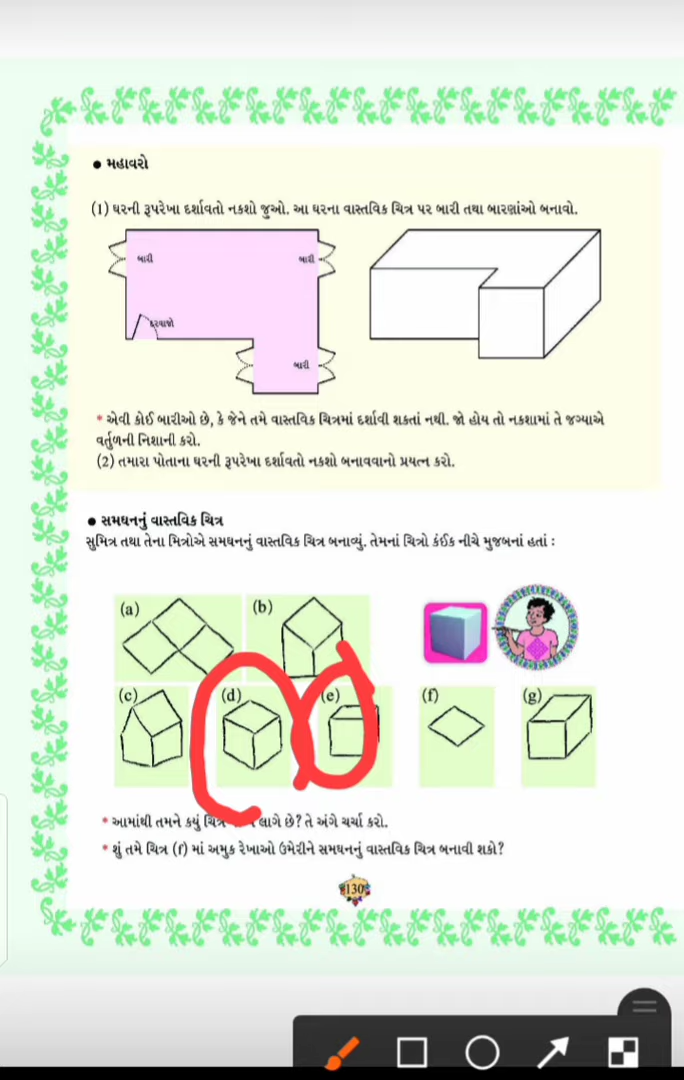 ● મહાવરો
(1) ઘરની રૂપરેખા દર્શાવતો નકશો જુઓ. આ ઘરના વાસ્તવિક ચિત્ર પર બારી તથા બારણાંઓ બનાવો.
બારી
બારી
દરવાજો
બારી
* એવી કોઈ બારીઓ છે, કે જેને તમે વાસ્તવિક ચિત્રમાં દર્શાવી શકતાં નથી. જો હોય તો નકશામાં તે જગ્યાએ
વર્તુળની નિશાની કરો.
(2) તમારા પોતાના ઘરની રૂપરેખા દર્શાવતો નકશો બનાવવાનો પ્રયત્ન કરો.
● સમઘનનું વાસ્તવિક ચિત્ર
સુમિત્ર તથા તેના મિત્રોએ સમઘનનું વાસ્તવિક ચિત્ર બનાવ્યું. તેમનાં ચિત્રો કંઈક નીચે મુજબનાં હતાં :
(a) (b)
(c) (d) (e) (f) (g)
* આમાંથી તમને કયું ચિત્ર લાગે છે? તે અંગે ચર્ચા કરો.
* શું તમે ચિત્ર (f) માં અમુક રેખાઓ ઉમેરીને સમઘનનું વાસ્તવિક ચિત્ર બનાવી શકો?
130